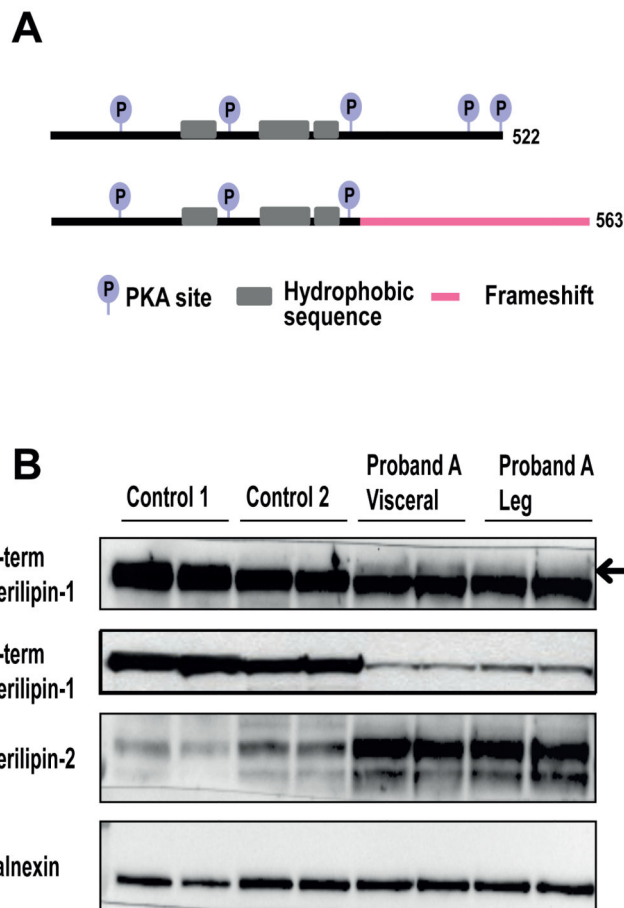 A
P P P P P
522
P P P
563
P PKA site Hydrophobic sequence Frameshift
B
Control 1 Control 2 Proband A Visceral Proband A Leg
-term
erilipin-1
-term
erilipin-1
erilipin-2
alnexin